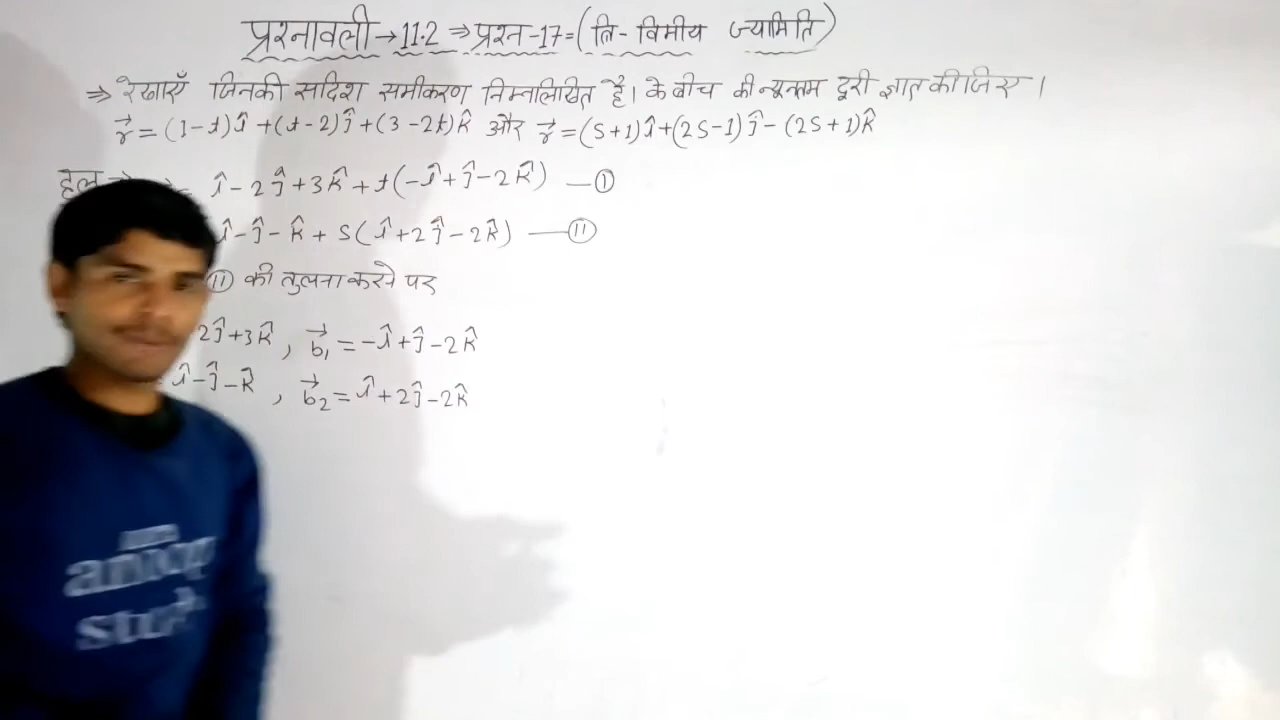 प्रश्नावली → 11.2 ⇒ प्रश्न-17 = (त्रि-विमीय ज्यामिति)
⇒ रेखाएँ जिनकी सदिश समीकरण निम्नलिखित है। के बीच की न्यूनतम दूरी ज्ञात कीजिए।
r⃗ = (1-t)î + (t-2)ĵ + (3-2t)k̂ और r⃗ = (s+1)î + (2s-1)ĵ - (2s+1)k̂
हल → î - 2ĵ + 3k̂ + t(-î + ĵ - 2k̂) — ①
î - ĵ - k̂ + s(î + 2ĵ - 2k̂) — ⑪
⑪ की तुलना करने पर
2ĵ + 3k̂ , b⃗₁ = -î + ĵ - 2k̂
î - ĵ - k̂ , b⃗₂ = î + 2ĵ - 2k̂